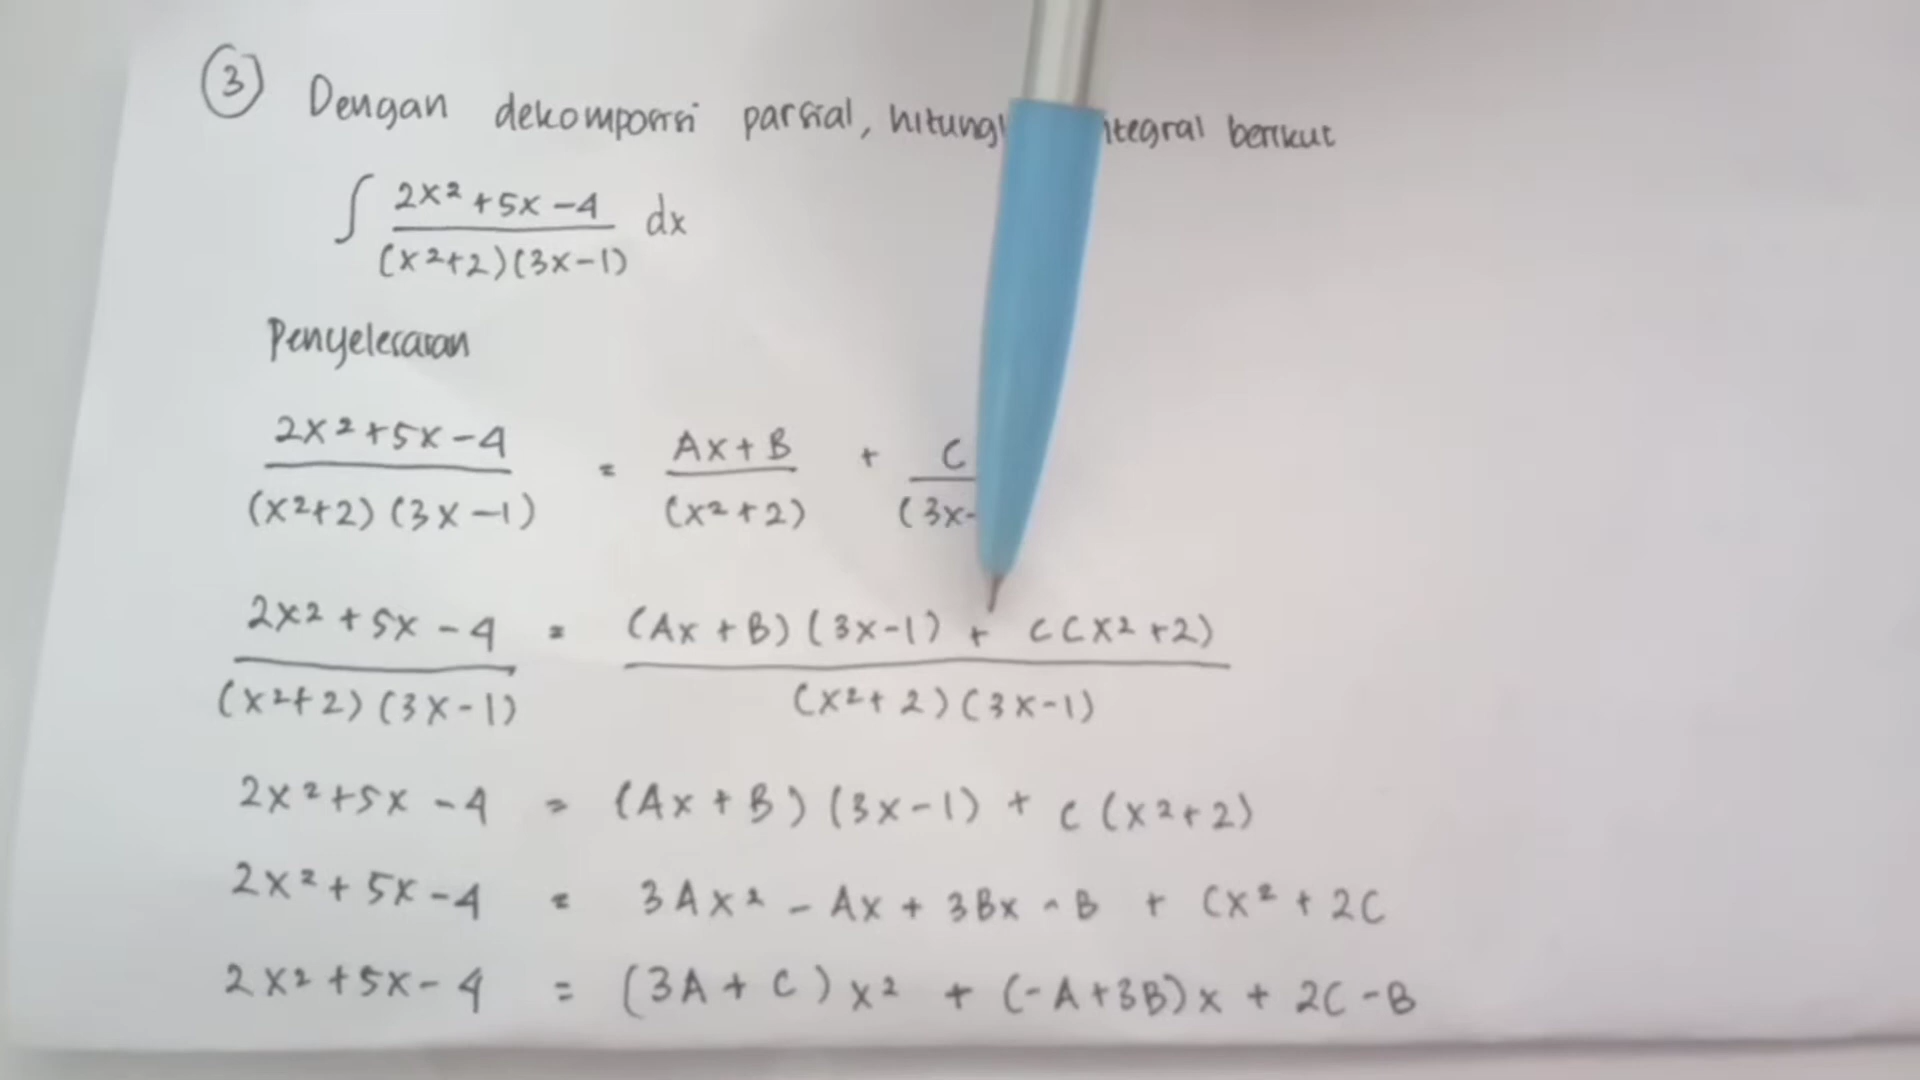 3 Dengan dekomposisi parsial, hitung integral berikut
∫ 2x² + 5x - 4 / (x² + 2)(3x - 1) dx
Penyelesaian
2x² + 5x - 4 / (x² + 2)(3x - 1) = Ax + B / (x² + 2) + C / (3x-
2x² + 5x - 4 / (x² + 2)(3x - 1) = (Ax + B)(3x - 1) + C(x² + 2) / (x² + 2)(3x - 1)
2x² + 5x - 4 = (Ax + B)(3x - 1) + C(x² + 2)
2x² + 5x - 4 = 3Ax² - Ax + 3Bx - B + Cx² + 2C
2x² + 5x - 4 = (3A + C)x² + (-A + 3B)x + 2C - B